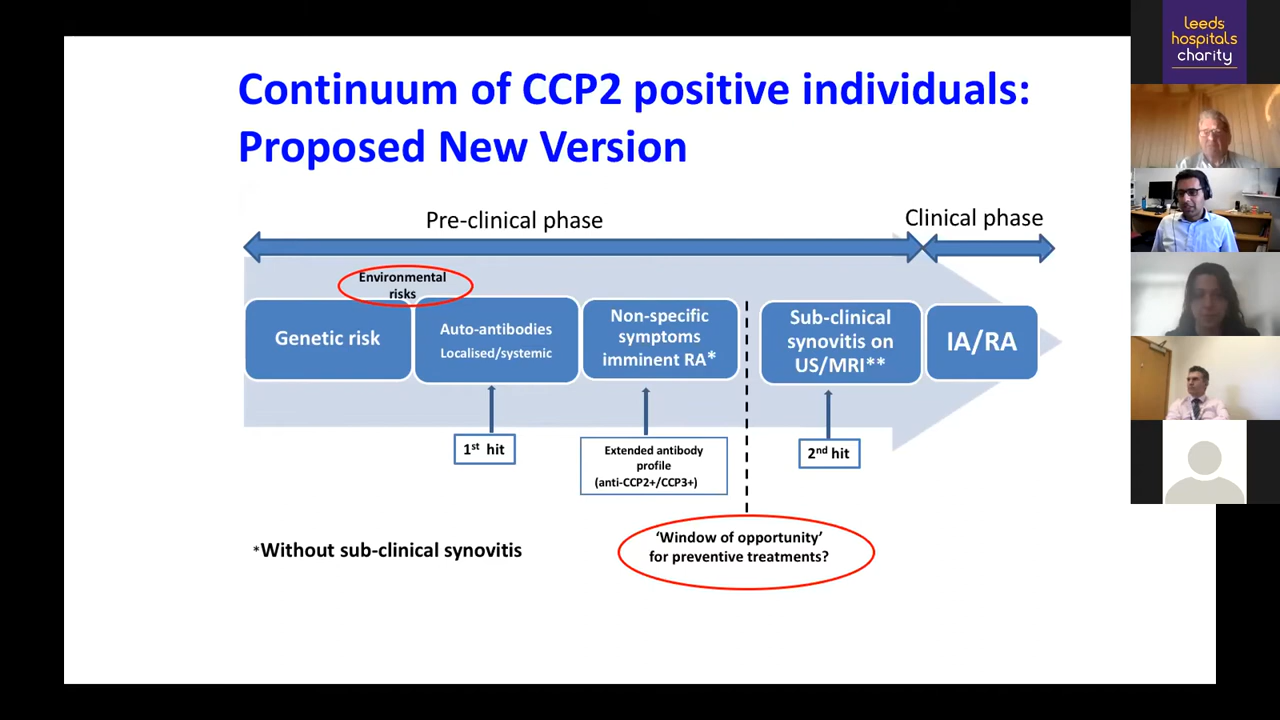 Continuum of CCP2 positive individuals:
Proposed New Version
Pre-clinical phase
Clinical phase
Environmental
risks
Genetic risk
Auto-antibodies
Localised/systemic
Non-specific
symptoms
imminent RA*
Sub-clinical
synovitis on
US/MRI**
IA/RA
1st hit
Extended antibody
profile
(anti-CCP2+/CCP3+)
2nd hit
'Window of opportunity'
for preventive treatments?
*Without sub-clinical synovitis
leeds
hospitals
charity